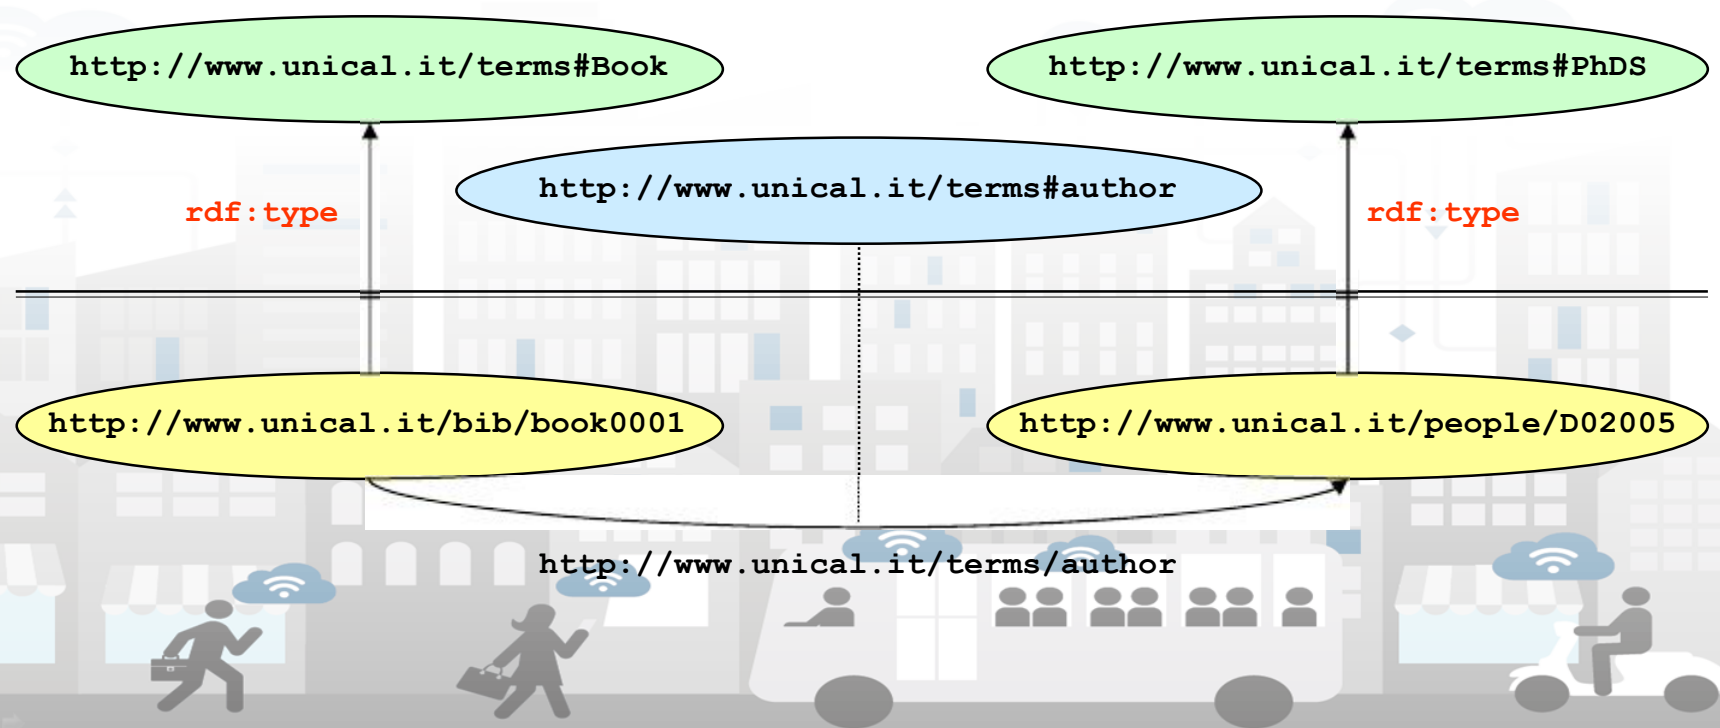 http://www.unical.it/terms#Book
http://www.unical.it/terms#PhDS
http://www.unical.it/terms#author
rdf:type
rdf:type
http://www.unical.it/bib/book0001
http://www.unical.it/people/D02005
http://www.unical.it/terms/author